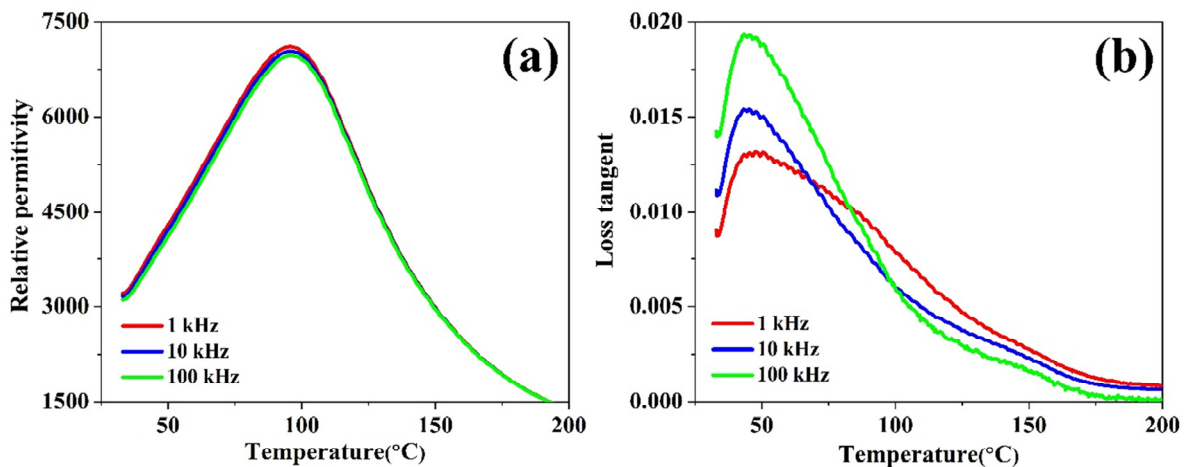 (a)
Relative permitivity
7500
6000
4500
3000
1500
1 kHz
10 kHz
100 kHz
50
100
150
200
Temperature(°C)
(b)
Loss tangent
0.020
0.015
0.010
0.005
0.000
1 kHz
10 kHz
100 kHz
50
100
150
200
Temperature(°C)